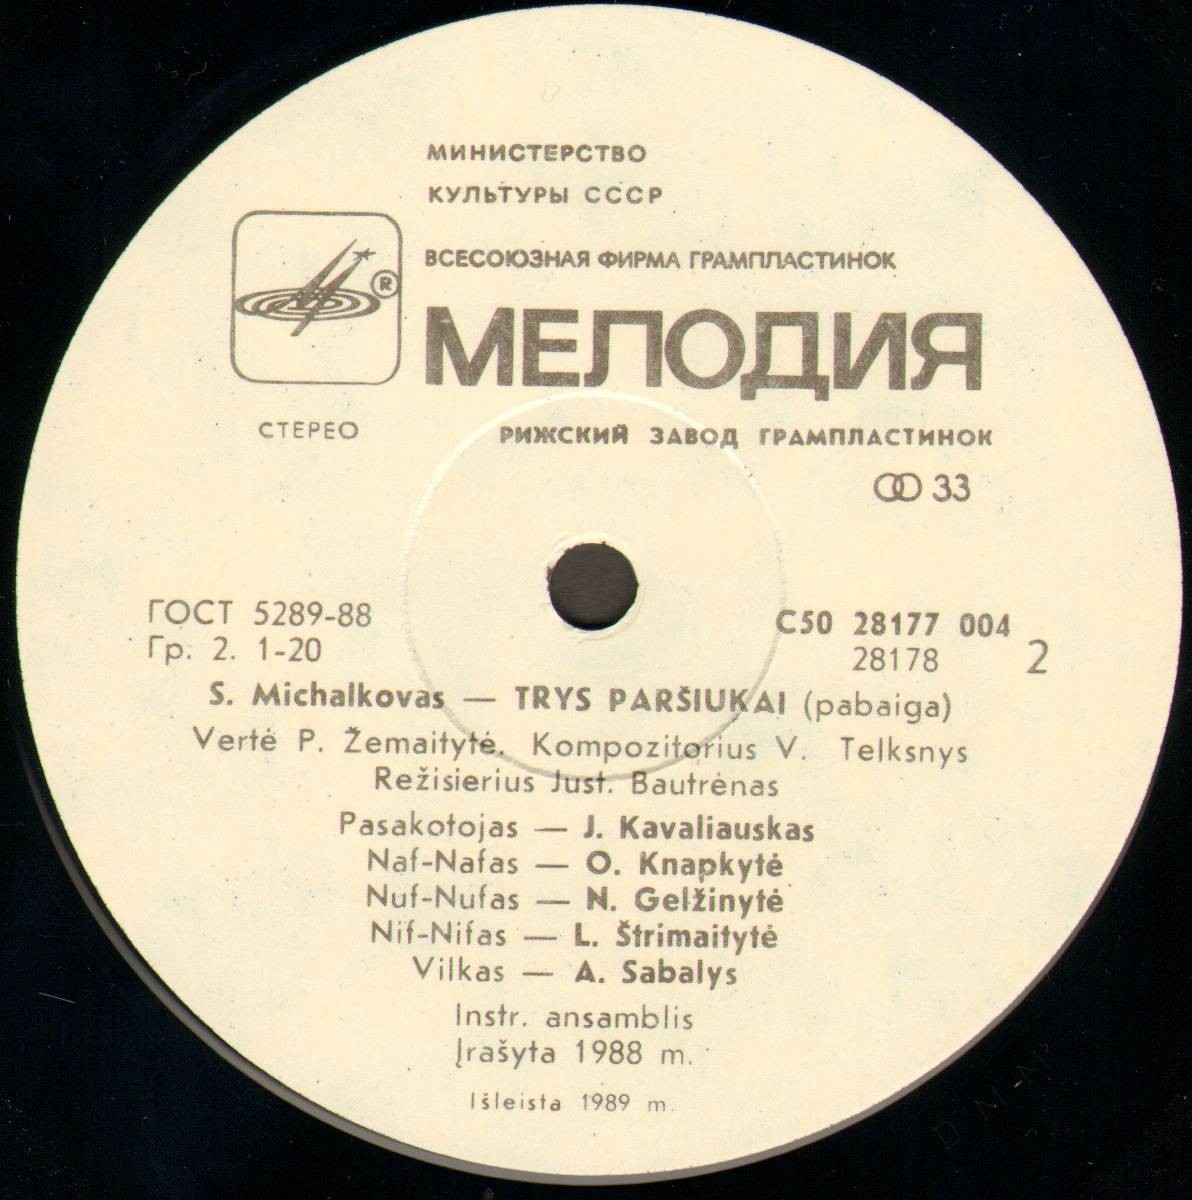 МИНИСТЕРСТВО
КУЛЬТУРЫ СССР
ВСЕСОЮЗНАЯ ФИРМА ГРАМПЛАСТИНОК
®
МЕЛОДИЯ
СТЕРЕО
РИЖСКИЙ ЗАВОД ГРАМПЛАСТИНОК
33
ГОСТ 5289-88
Гр. 2. 1-20
С50 28177 004
28178
2
S. Michalkovas — TRYS PARŠIUKAI (pabaiga)
Vertė P. Žemaitytė. Kompozitorius V. Telksnys
Režisierius Just. Bautrėnas
Pasakotojas — J. Kavaliauskas
Naf-Nafas — O. Knapkytė
Nuf-Nufas — N. Gelžinytė
Nif-Nifas — L. Štrimaitytė
Vilkas — A. Sabalys
Instr. ansamblis
Įrašyta 1988 m.
Išleista 1989 m.